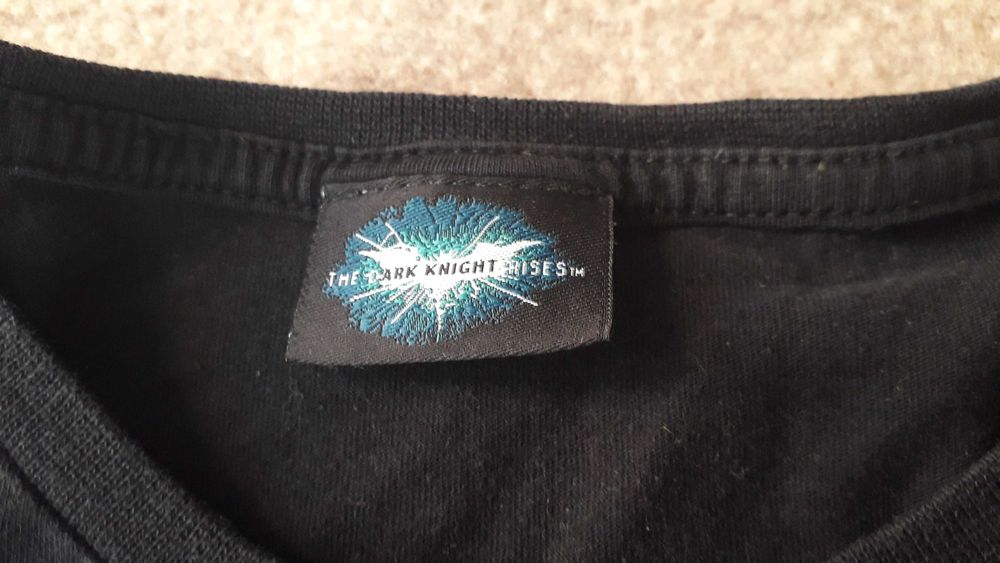 THE DARK KNIGHT RISES™